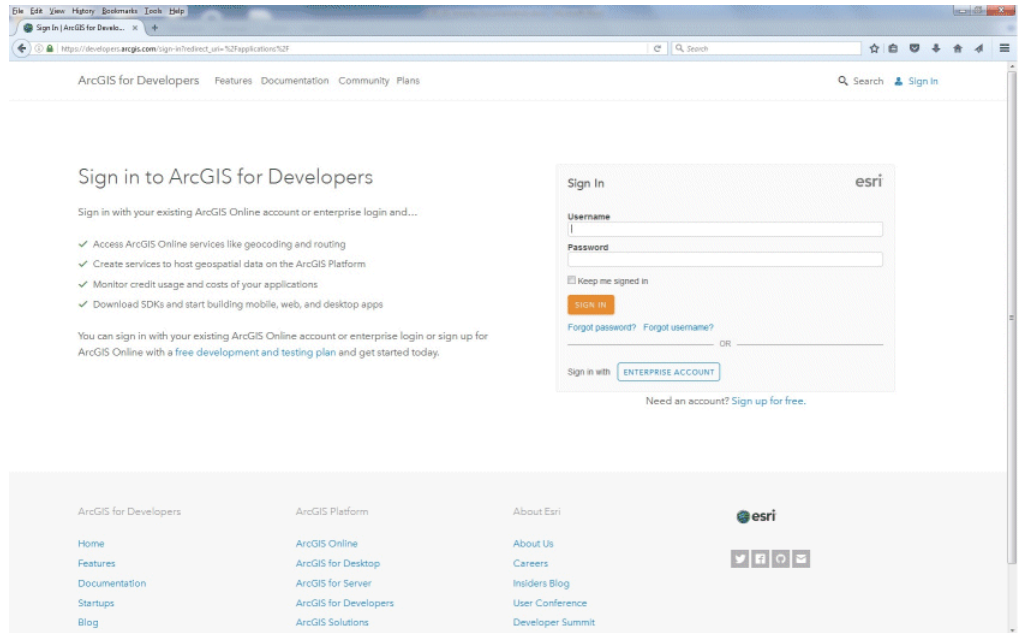 File Edit View History Bookmarks Tools Help
Sign In | ArcGIS for Develo... × +
https://developers.arcgis.com/sign-in?redirect_uri=%2Fapplications%2F
Search
ArcGIS for Developers Features Documentation Community Plans Search Sign In
Sign in to ArcGIS for Developers
Sign in with your existing ArcGIS Online account or enterprise login and...
✓ Access ArcGIS Online services like geocoding and routing
✓ Create services to host geospatial data on the ArcGIS Platform
✓ Monitor credit usage and costs of your applications
✓ Download SDKs and start building mobile, web, and desktop apps
You can sign in with your existing ArcGIS Online account or enterprise login or sign up for
ArcGIS Online with a free development and testing plan and get started today.
Sign In esri
Username
Password
Keep me signed in
SIGN IN
Forgot password? Forgot username?
OR
Sign in with ENTERPRISE ACCOUNT
Need an account? Sign up for free.
ArcGIS for Developers
Home
Features
Documentation
Startups
Blog
ArcGIS Platform
ArcGIS Online
ArcGIS for Desktop
ArcGIS for Server
ArcGIS for Developers
ArcGIS Solutions
About Esri
About Us
Careers
Insiders Blog
User Conference
Developer Summit
esri